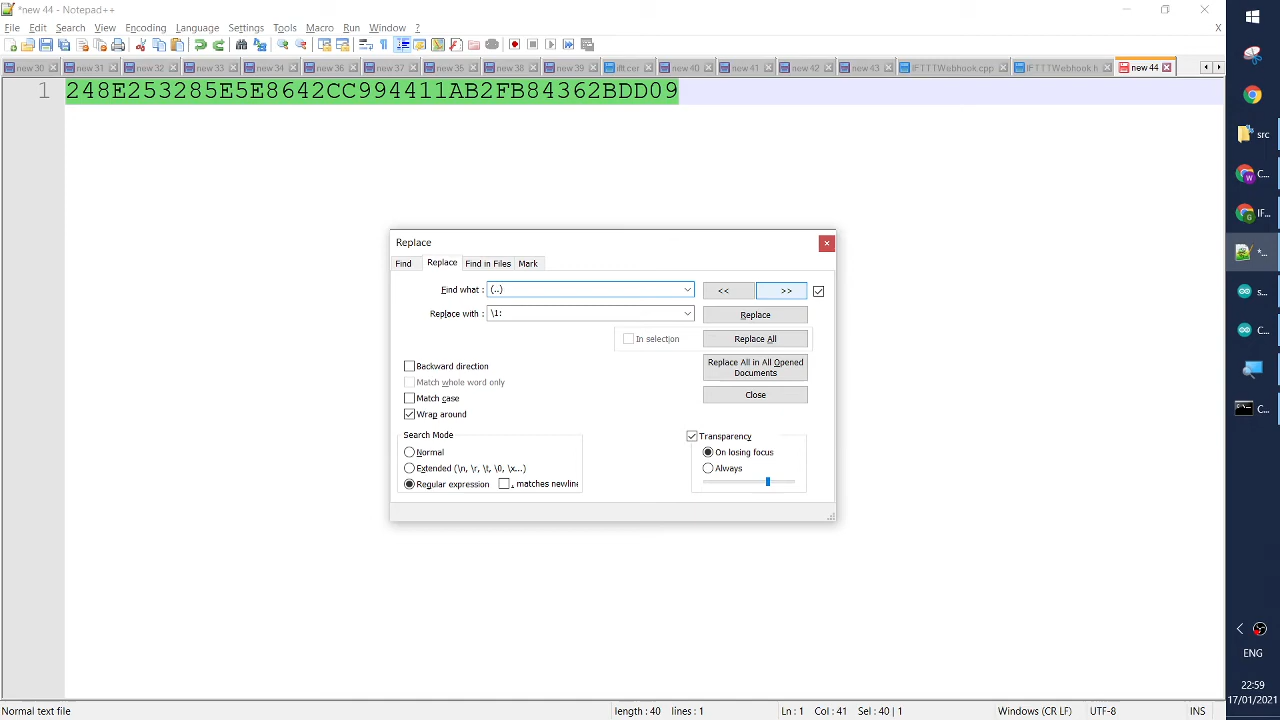 *new 44 - Notepad++
File Edit Search View Encoding Language Settings Tools Macro Run Window ?
X
new 30 new 31 new 32 new 33 new 34 new 36 new 37 new 35 new 38 new 39 iftt cer new 40 new 41 new 42 new 43 IFTTTWebhook.cpp IFTTTWebhook.h new 44
1 248E253285E5E8642CC994411AB2FB84362BDD09
Replace
Find Replace Find in Files Mark
Find what : (..) << >>
Replace with : \1: Replace
In selection Replace All
Replace All in All Opened
Documents
Backward direction
Match whole word only
Match case Close
Wrap around
Search Mode Transparency
Normal On losing focus
Extended (\n, \r, \t, \0, \x...) Always
Regular expression . matches newline
src
C...
IF...
*...
s...
C...
C...
ENG
22:59
17/01/2021
Normal text file length : 40 lines : 1 Ln : 1 Col : 41 Sel : 40 | 1 Windows (CR LF) UTF-8 INS